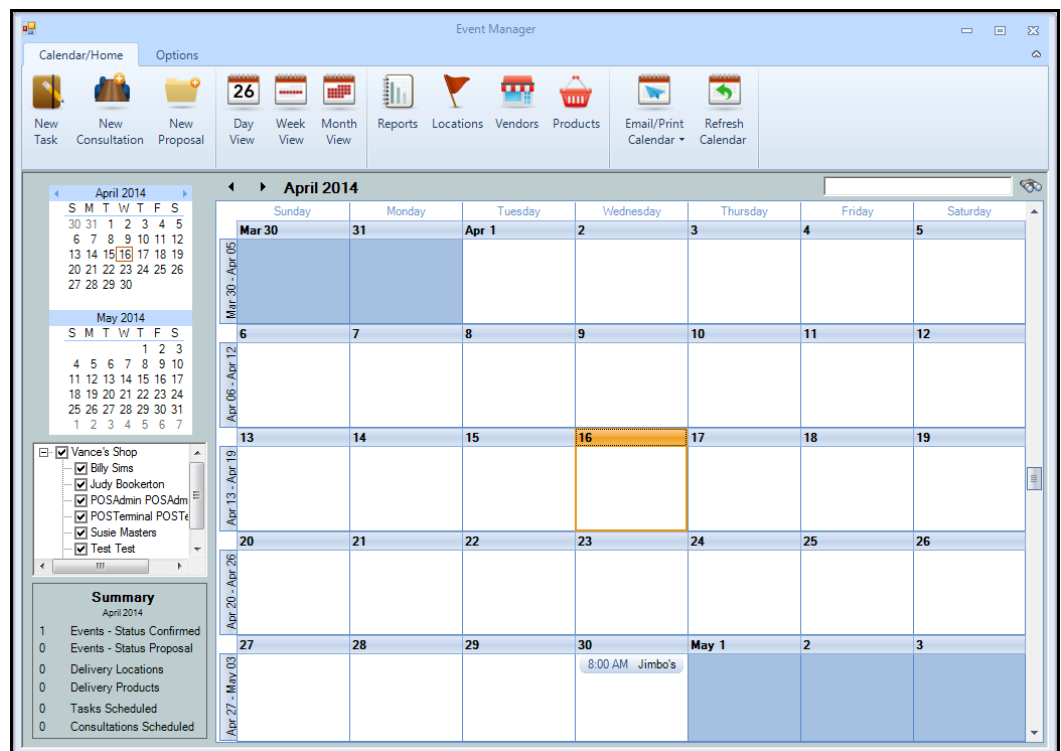 Event Manager
Calendar/Home Options
New Task New Consultation New Proposal 26 Day View Week View Month View Reports Locations Vendors Products Email/Print Calendar Refresh Calendar
April 2014
S M T W T F S
30 31 1 2 3 4 5
6 7 8 9 10 11 12
13 14 15 16 17 18 19
20 21 22 23 24 25 26
27 28 29 30
May 2014
S M T W T F S
1 2 3
4 5 6 7 8 9 10
11 12 13 14 15 16 17
18 19 20 21 22 23 24
25 26 27 28 29 30 31
1 2 3 4 5 6 7
Vance's Shop
Billy Sims
Judy Bookerton
POSAdmin POSAdm
POSTerminal POSTe
Susie Masters
Test Test
Summary
April 2014
1 Events - Status Confirmed
0 Events - Status Proposal
0 Delivery Locations
0 Delivery Products
0 Tasks Scheduled
0 Consultations Scheduled
April 2014
Sunday Monday Tuesday Wednesday Thursday Friday Saturday
Mar 30 31 Apr 1 2 3 4 5
Mar 30 - Apr 05
6 7 8 9 10 11 12
Apr 06 - Apr 12
13 14 15 16 17 18 19
Apr 13 - Apr 19
20 21 22 23 24 25 26
Apr 20 - Apr 26
27 28 29 30 May 1 2 3
8:00 AM Jimbo's
Apr 27 - May 03